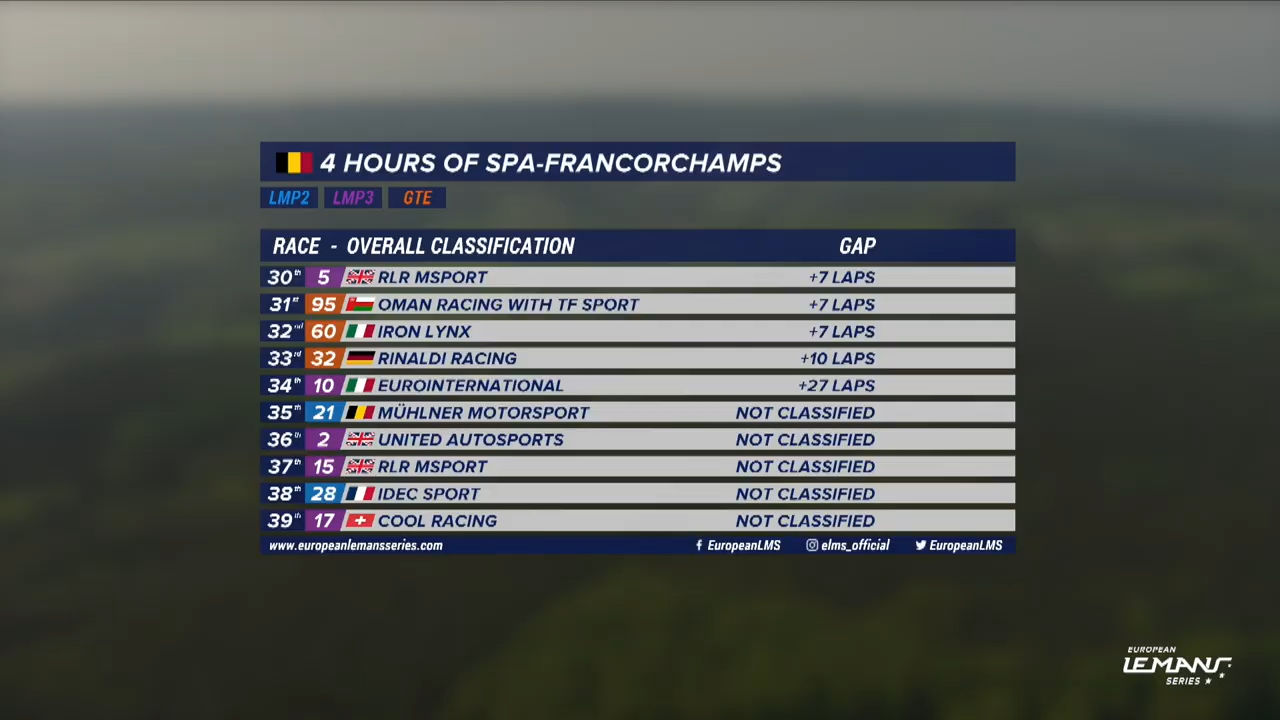 4 HOURS OF SPA-FRANCORCHAMPS
LMP2 LMP3 GTE
RACE - OVERALL CLASSIFICATION GAP
30th 5 RLR MSPORT +7 LAPS
31st 95 OMAN RACING WITH TF SPORT +7 LAPS
32nd 60 IRON LYNX +7 LAPS
33rd 32 RINALDI RACING +10 LAPS
34th 10 EUROINTERNATIONAL +27 LAPS
35th 21 MÜHLNER MOTORSPORT NOT CLASSIFIED
36th 2 UNITED AUTOSPORTS NOT CLASSIFIED
37th 15 RLR MSPORT NOT CLASSIFIED
38th 28 IDEC SPORT NOT CLASSIFIED
39th 17 COOL RACING NOT CLASSIFIED
www.europeanlemansseries.com EuropeanLMS elms_official EuropeanLMS
EUROPEAN
LEMANS
SERIES